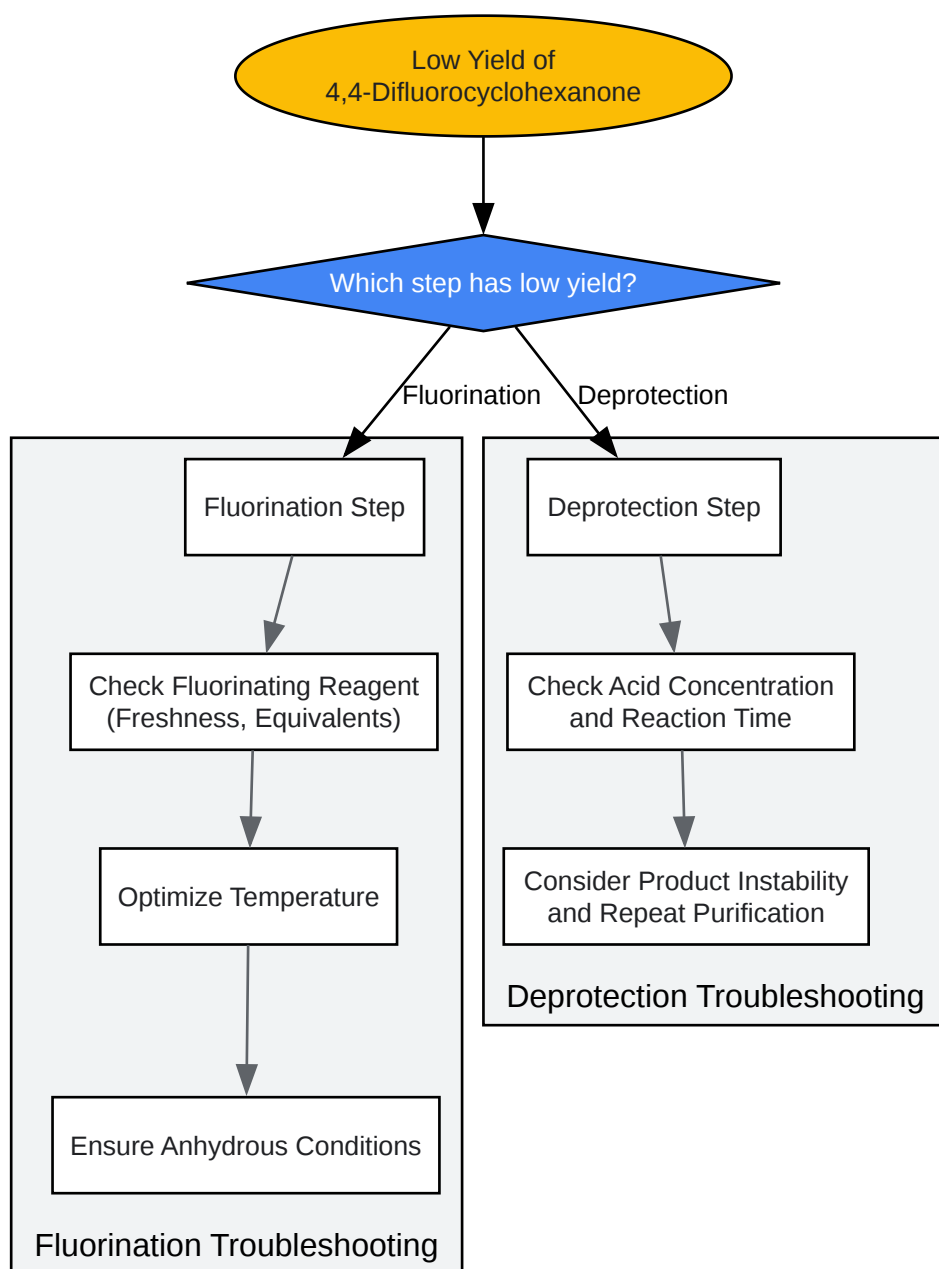 Low Yield of
4,4-Difluorocyclohexanone
Which step has low yield?
Fluorination
Deprotection
Fluorination Step
Check Fluorinating Reagent
(Freshness, Equivalents)
Optimize Temperature
Ensure Anhydrous Conditions
Fluorination Troubleshooting
Deprotection Step
Check Acid Concentration
and Reaction Time
Consider Product Instability
and Repeat Purification
Deprotection Troubleshooting